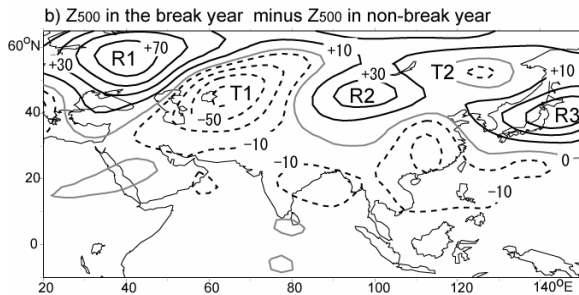 b) Z500 in the break year minus Z500 in non-break year
60°N
R1
+70
+10
+30
+30
T2
+10
T1
R2
R3
40
−50
−10
−10
0
20
−10
−10
0
20
40
60
80
100
120
140°E